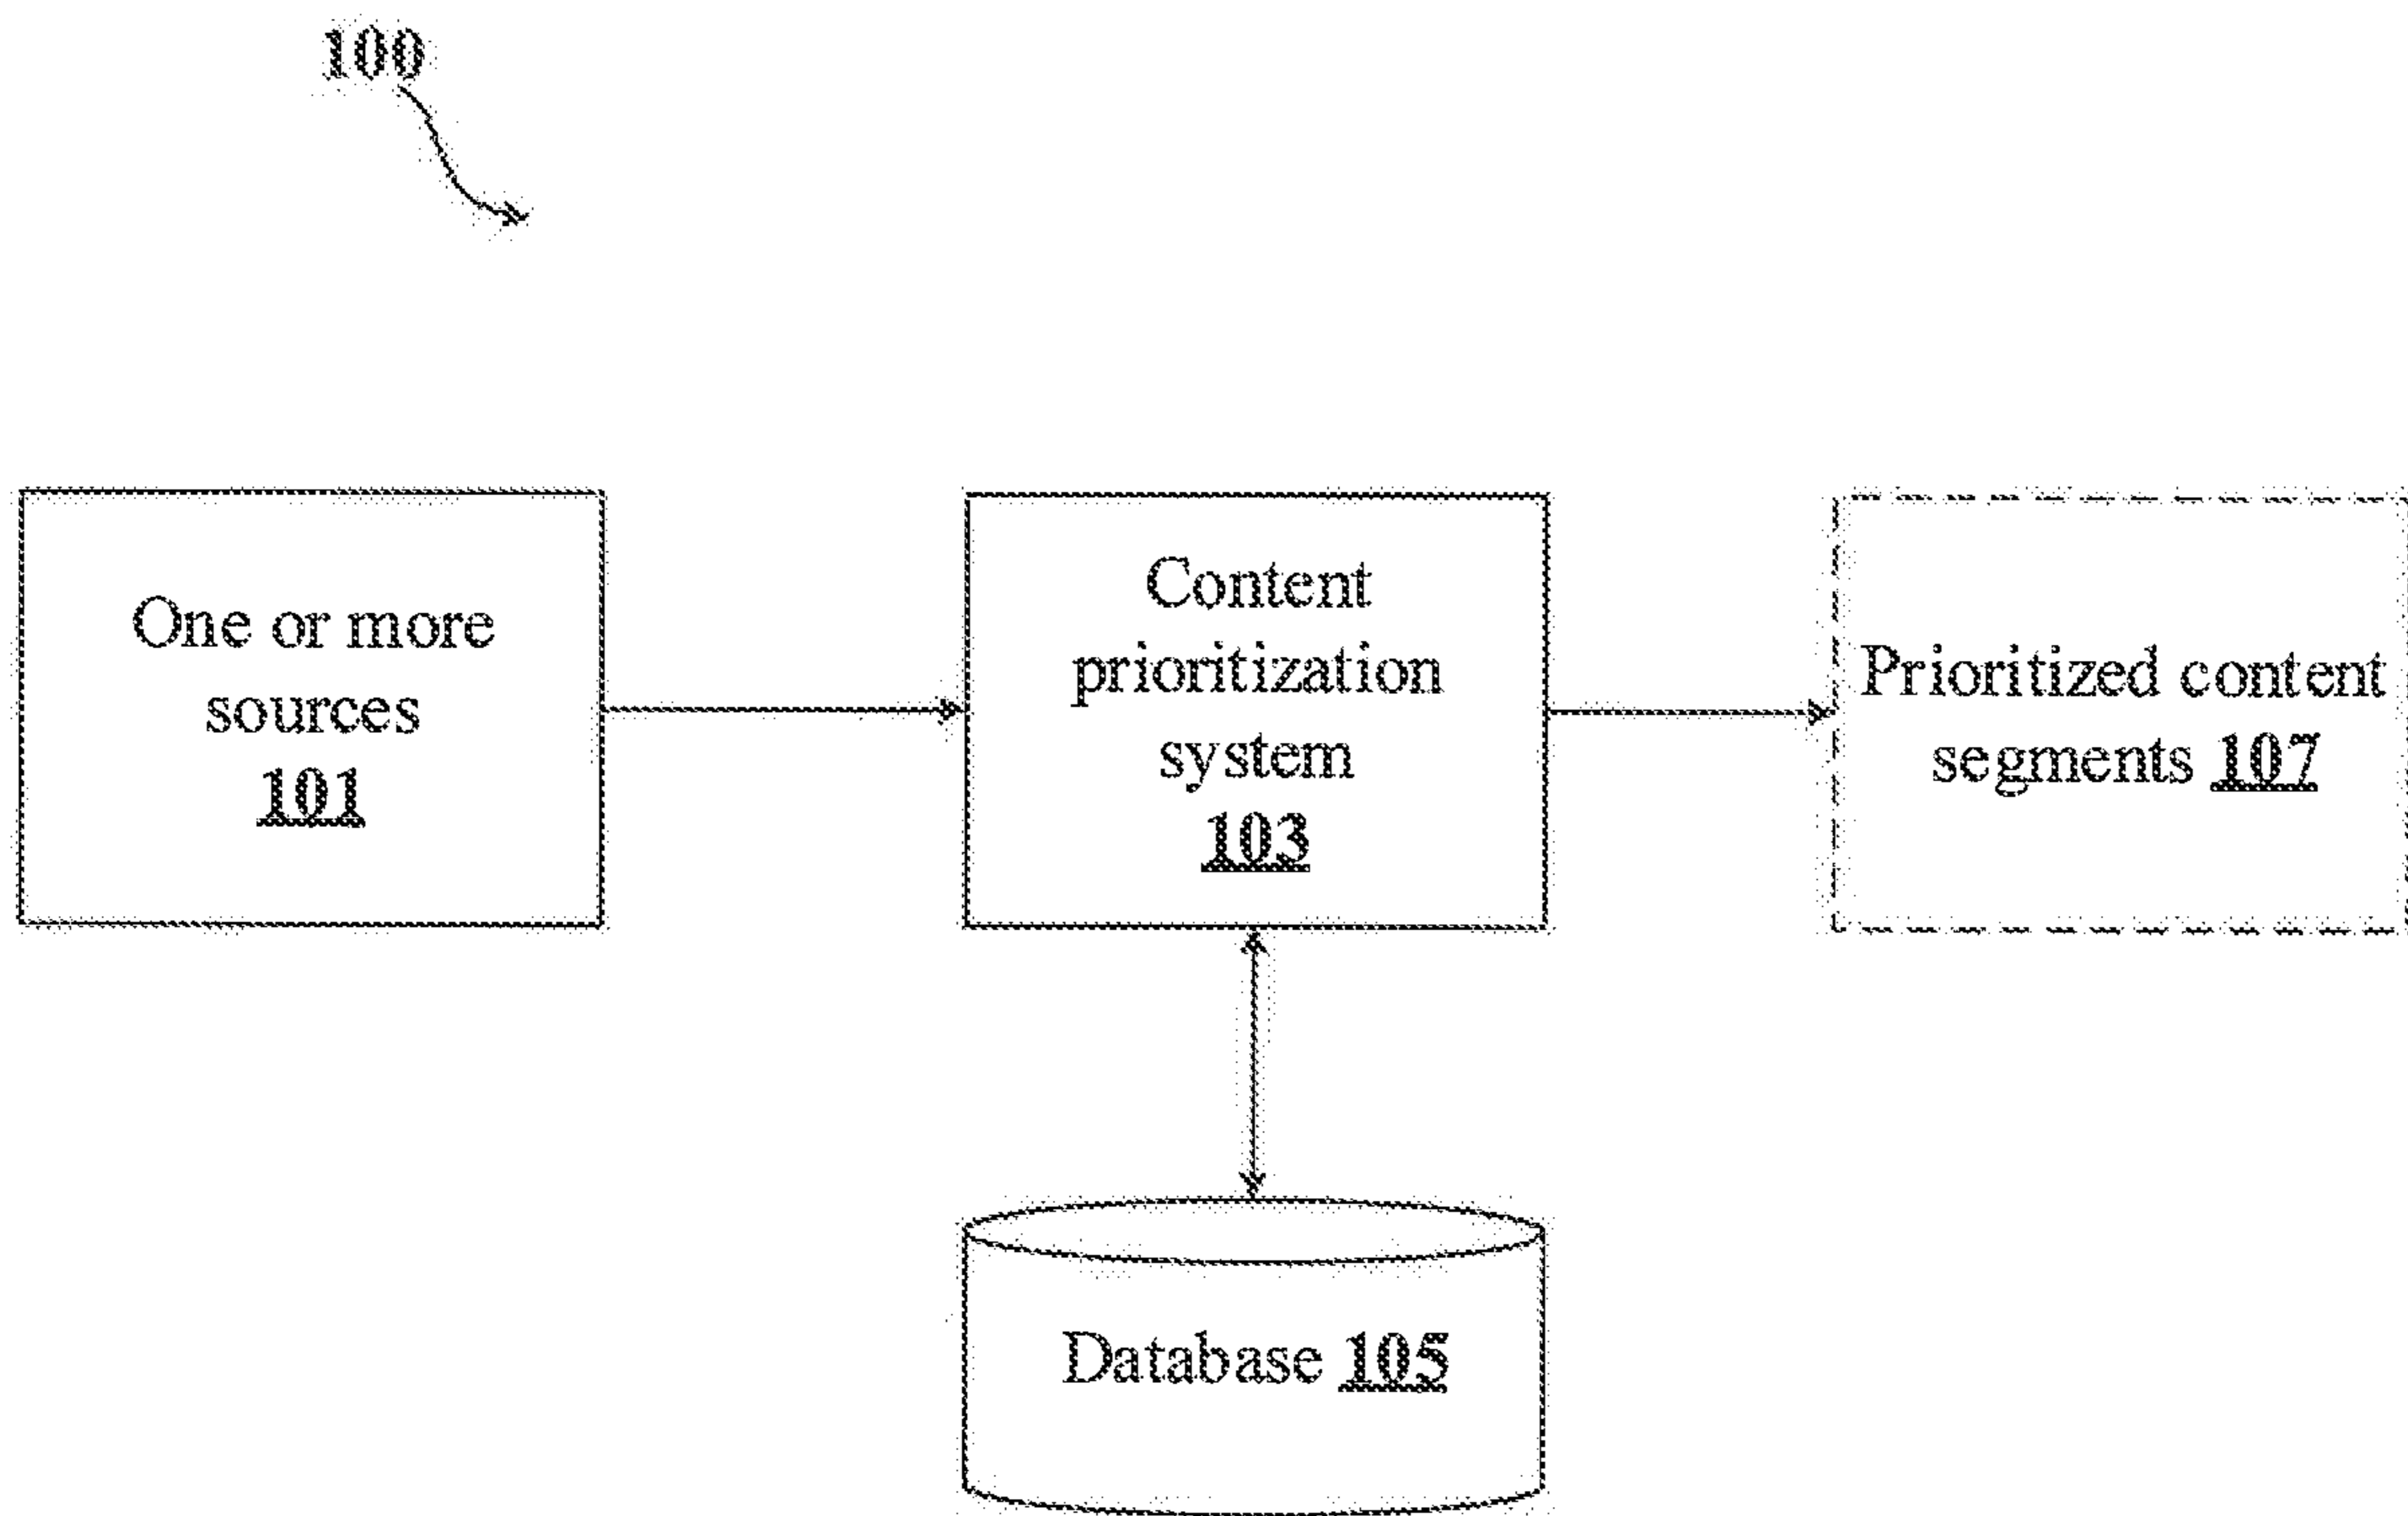 100
One or more
sources
101
Content
prioritization
system
103
Prioritized content
segments 107
Database 105